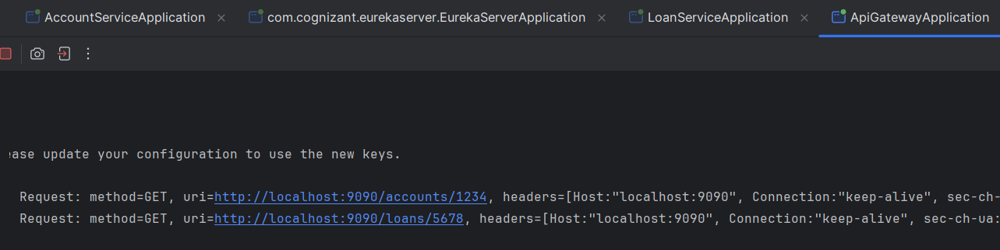 AccountServiceApplication com.cognizant.eurekaserver.EurekaServerApplication LoanServiceApplication ApiGatewayApplication
ease update your configuration to use the new keys.
Request: method=GET, uri=http://localhost:9090/accounts/1234, headers=[Host:"localhost:9090", Connection:"keep-alive", sec-ch-
Request: method=GET, uri=http://localhost:9090/loans/5678, headers=[Host:"localhost:9090", Connection:"keep-alive", sec-ch-ua: